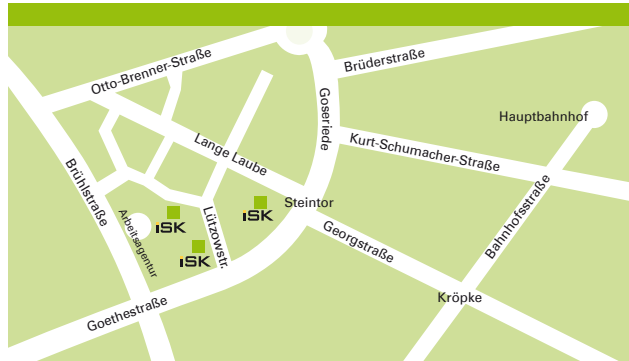 Otto-Brenner-Straße
Brüderstraße
Goseriede
Hauptbahnhof
Lange Laube
Kurt-Schumacher-Straße
Brühlstraße
Steintor
Bahnhofsstraße
Arbeitsagentur
iSK
iSK
Lützowstr.
Georgstraße
iSK
Kröpke
Goethestraße